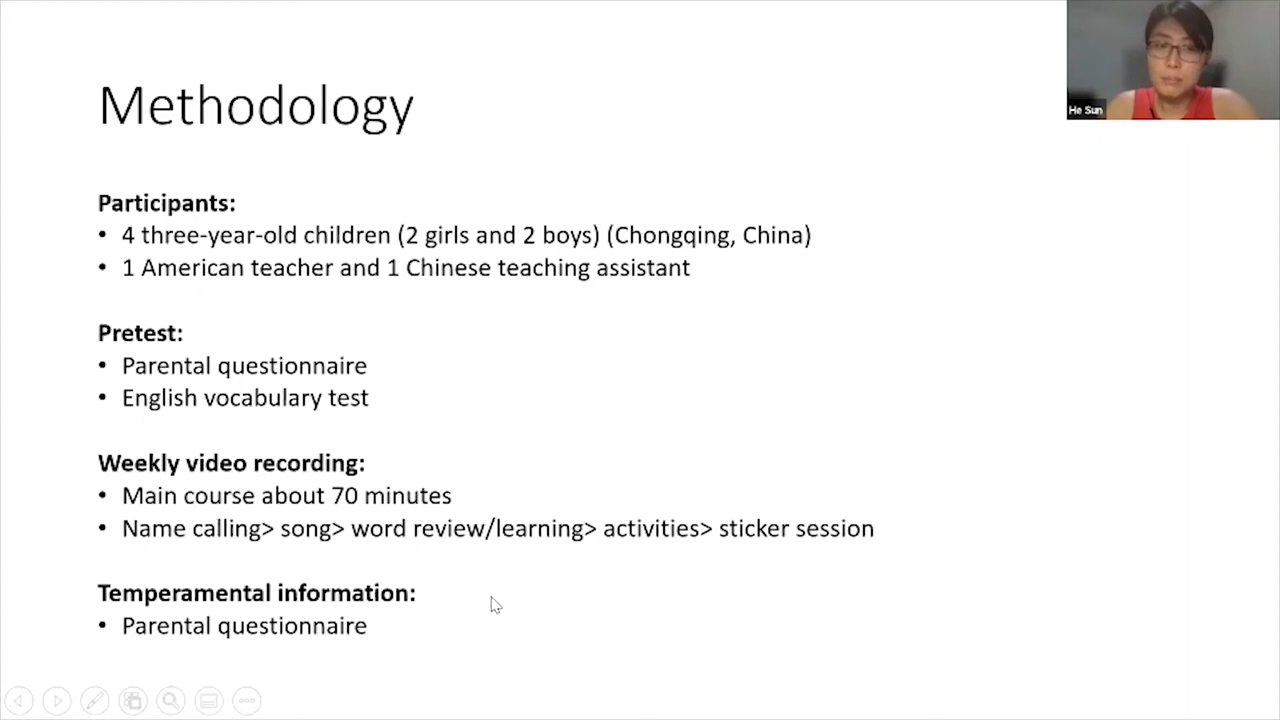 Methodology
He Sun
Participants:
• 4 three-year-old children (2 girls and 2 boys) (Chongqing, China)
• 1 American teacher and 1 Chinese teaching assistant
Pretest:
• Parental questionnaire
• English vocabulary test
Weekly video recording:
• Main course about 70 minutes
• Name calling> song> word review/learning> activities> sticker session
Temperamental information:
• Parental questionnaire